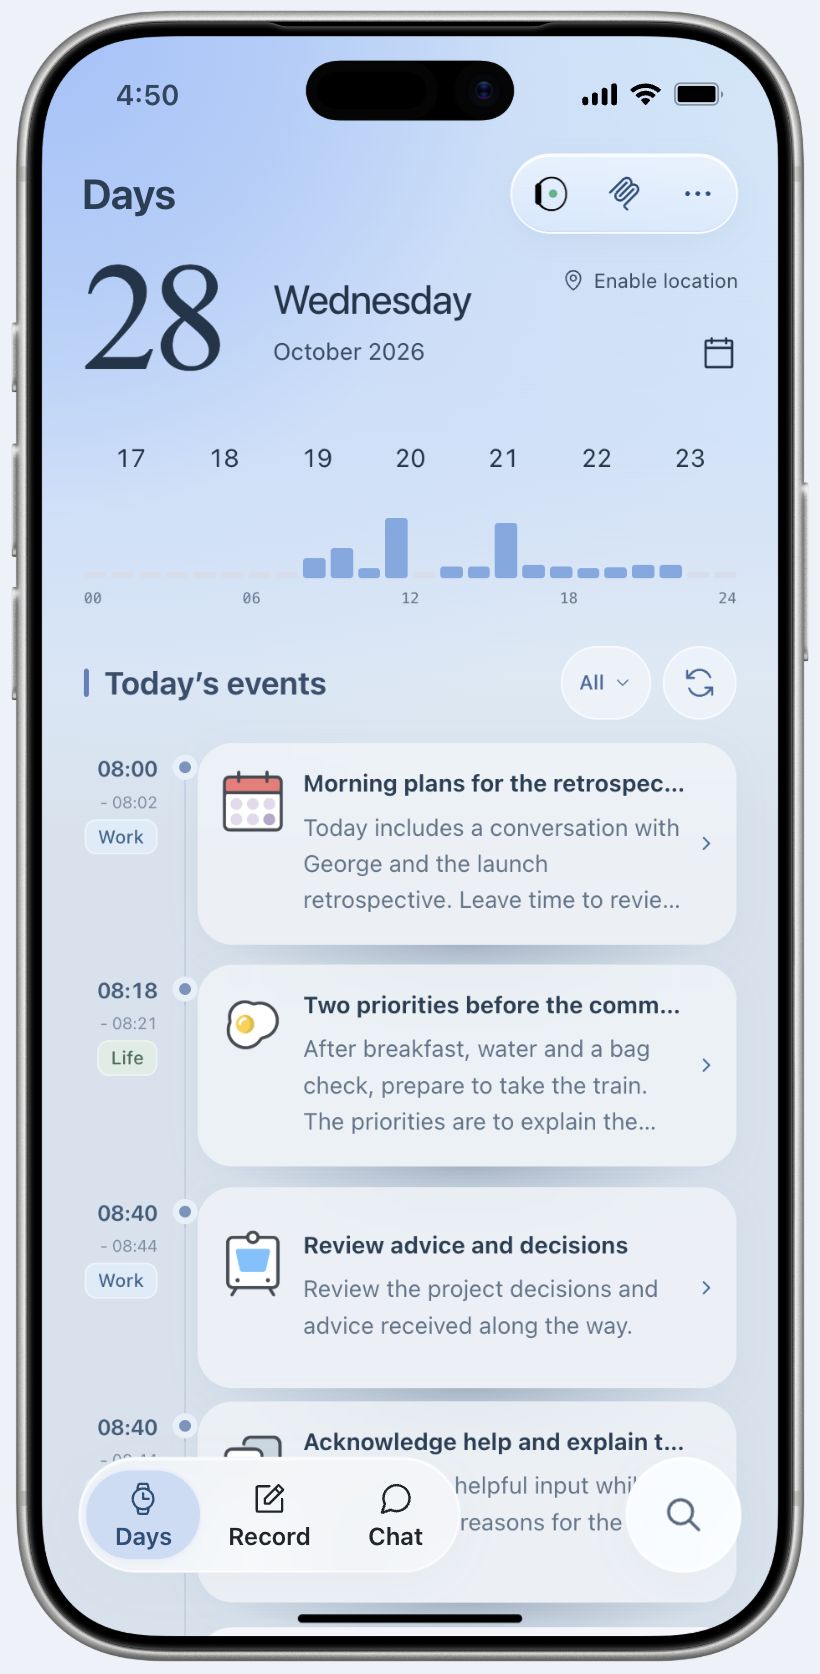 4:50
Days
28
Wednesday
October 2026
Enable location
17 18 19 20 21 22 23
00 06 12 18 24
Today's events
All
08:00
- 08:02
Work
Morning plans for the retrospec...
Today includes a conversation with
George and the launch
retrospective. Leave time to revie...
08:18
- 08:21
Life
Two priorities before the comm...
After breakfast, water and a bag
check, prepare to take the train.
The priorities are to explain the...
08:40
- 08:44
Work
Review advice and decisions
Review the project decisions and
advice received along the way.
08:40
Acknowledge help and explain t...
helpful input whil
reasons for the
Days
Record
Chat